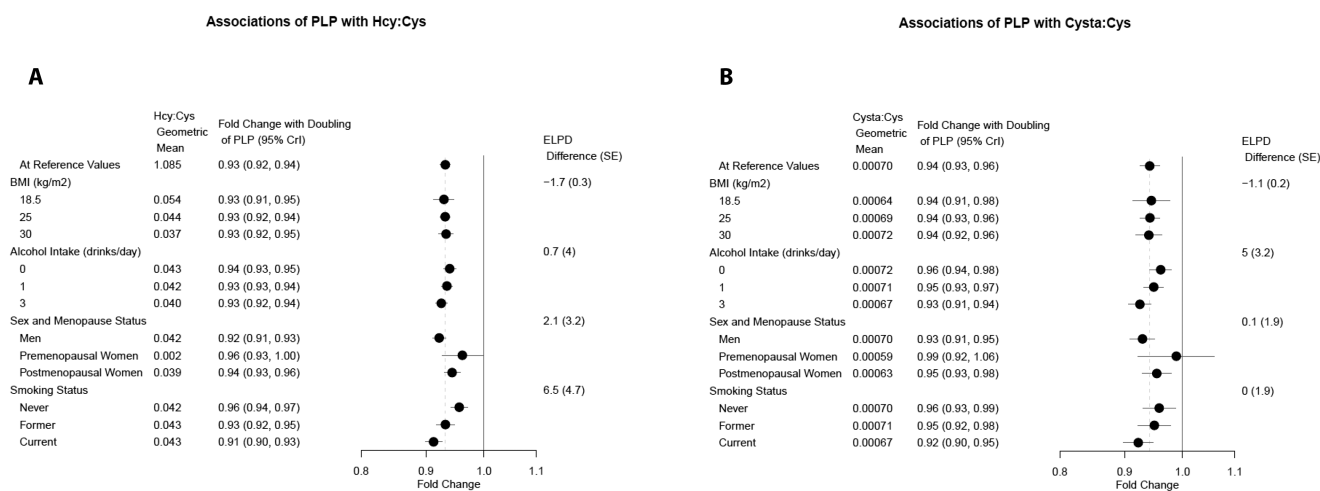 Associations of PLP with Hcy:Cys
A
Hcy:Cys
Geometric
Mean
Fold Change with Doubling
of PLP (95% CrI)
ELPD
Difference (SE)
At Reference Values 1.085 0.93 (0.92, 0.94)
BMI (kg/m2) −1.7 (0.3)
18.5 0.054 0.93 (0.91, 0.95)
25 0.044 0.93 (0.92, 0.94)
30 0.037 0.93 (0.92, 0.95)
Alcohol Intake (drinks/day) 0.7 (4)
0 0.043 0.94 (0.93, 0.95)
1 0.042 0.93 (0.93, 0.94)
3 0.040 0.93 (0.92, 0.94)
Sex and Menopause Status 2.1 (3.2)
Men 0.042 0.92 (0.91, 0.93)
Premenopausal Women 0.002 0.96 (0.93, 1.00)
Postmenopausal Women 0.039 0.94 (0.93, 0.96)
Smoking Status 6.5 (4.7)
Never 0.042 0.96 (0.94, 0.97)
Former 0.043 0.93 (0.92, 0.95)
Current 0.043 0.91 (0.90, 0.93)
0.8 0.9 1.0 1.1
Fold Change
Associations of PLP with Cysta:Cys
B
Cysta:Cys
Geometric
Mean
Fold Change with Doubling
of PLP (95% CrI)
ELPD
Difference (SE)
At Reference Values 0.00070 0.94 (0.93, 0.96)
BMI (kg/m2) −1.1 (0.2)
18.5 0.00064 0.94 (0.91, 0.98)
25 0.00069 0.94 (0.93, 0.96)
30 0.00072 0.94 (0.92, 0.96)
Alcohol Intake (drinks/day) 5 (3.2)
0 0.00072 0.96 (0.94, 0.98)
1 0.00071 0.95 (0.93, 0.97)
3 0.00067 0.93 (0.91, 0.94)
Sex and Menopause Status 0.1 (1.9)
Men 0.00070 0.93 (0.91, 0.95)
Premenopausal Women 0.00059 0.99 (0.92, 1.06)
Postmenopausal Women 0.00063 0.95 (0.93, 0.98)
Smoking Status 0 (1.9)
Never 0.00070 0.96 (0.93, 0.99)
Former 0.00071 0.95 (0.92, 0.98)
Current 0.00067 0.92 (0.90, 0.95)
0.8 0.9 1.0 1.1
Fold Change